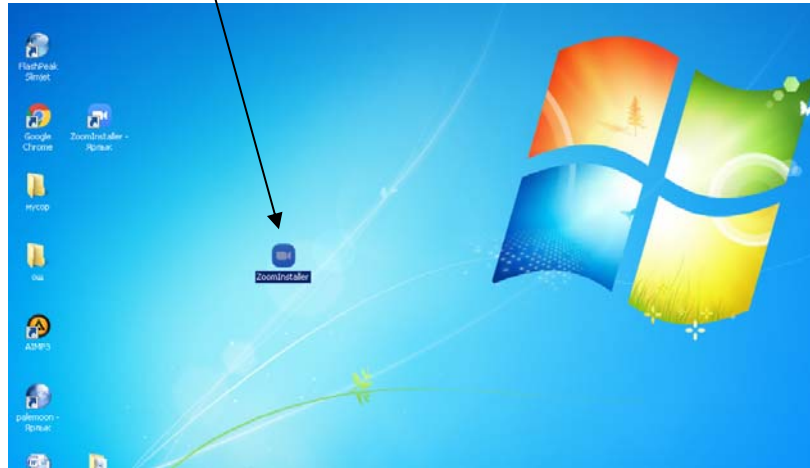 FlashPeak
Slimjet
Google
Chrome
ZoomInstaller -
Ярлык
мусор
ZoomInstaller
AIMP3
palemoon -
Ярлык